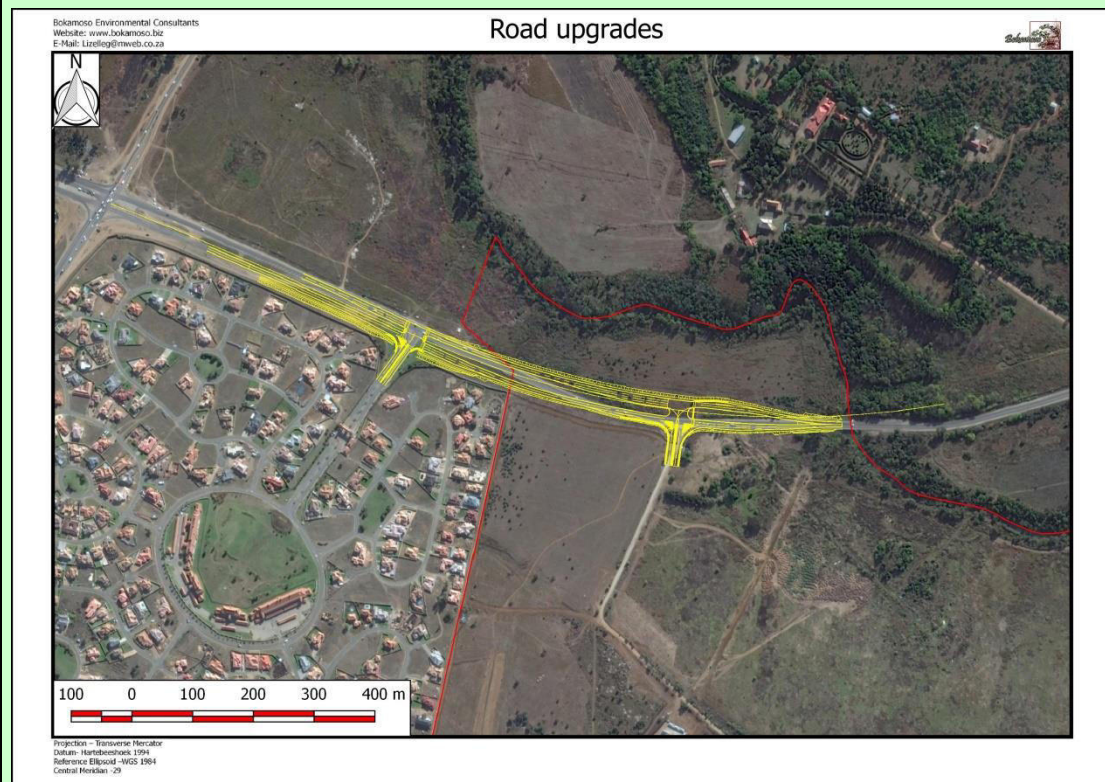 Bokamoso Environmental Consultants
Website: www.bokamoso.biz
E-Mail: Lizelleg@mweb.co.za
Road upgrades
Bokamoso
N
100 0 100 200 300 400 m
Projection – Transverse Mercator
Datum- Hartebeeshoek 1994
Reference Ellipsoid –WGS 1984
Central Meridian -29